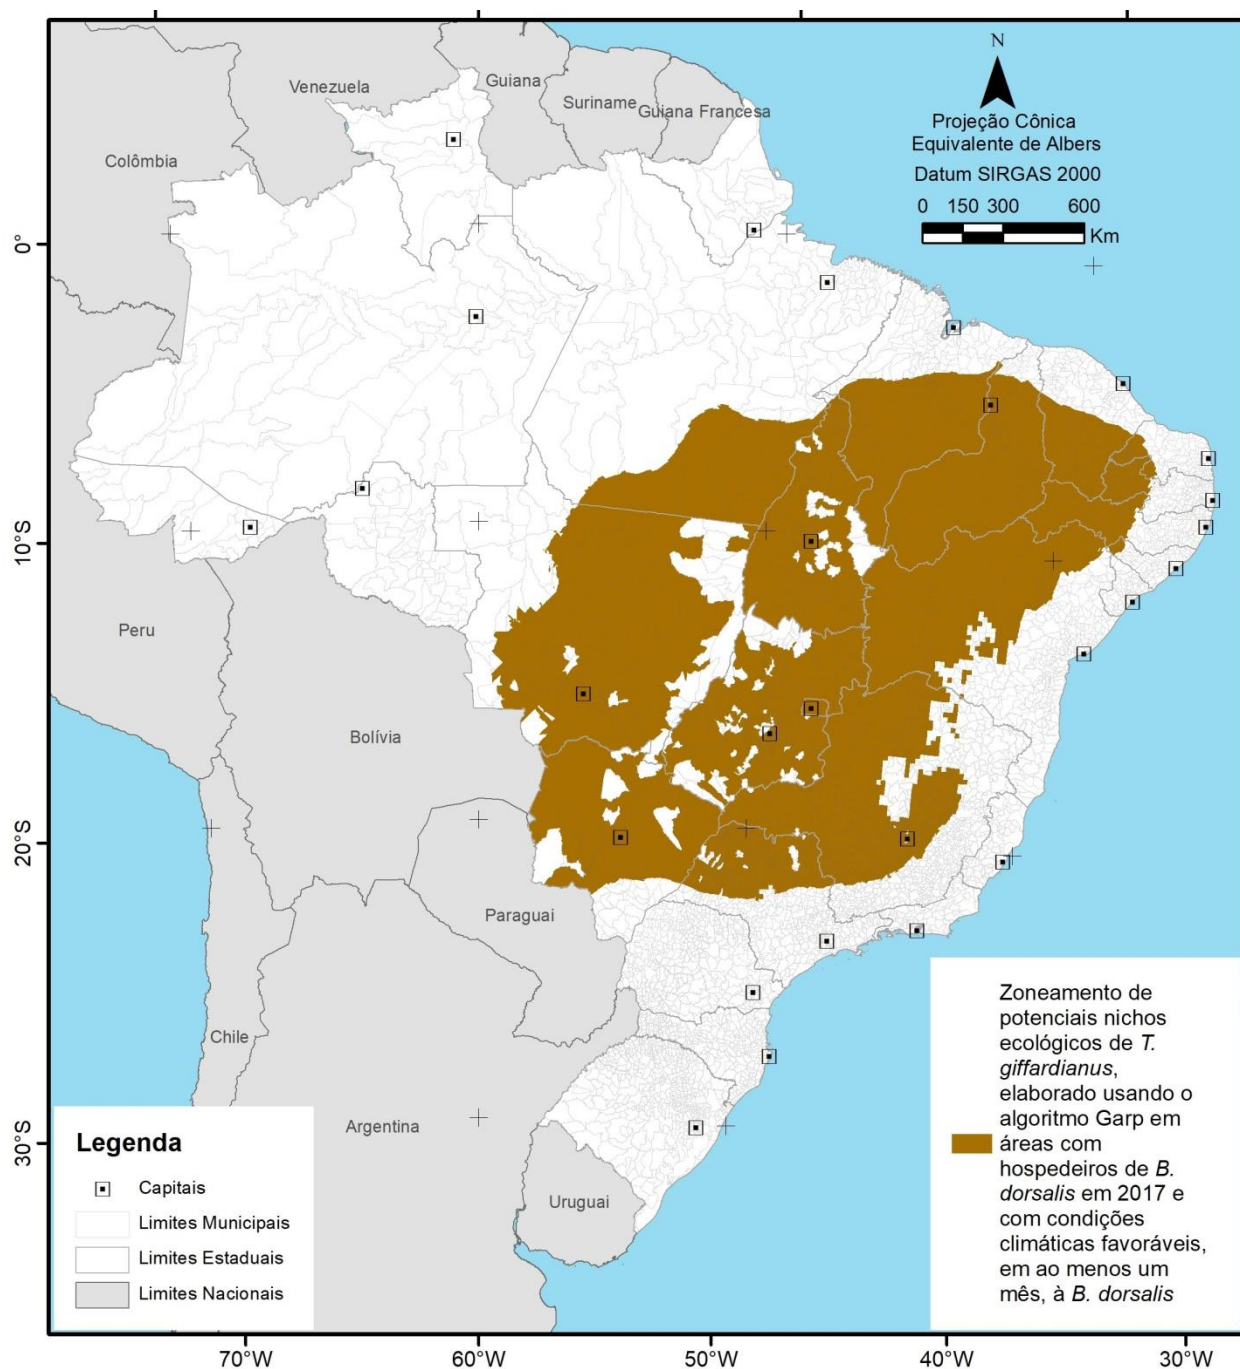 N
Projeção Cônica
Equivalente de Albers
Datum SIRGAS 2000
0 150 300 600
Km
Venezuela
Guiana
Suriname
Guiana Francesa
Colômbia
Peru
Bolívia
Paraguai
Chile
Argentina
Uruguai
0°
10°S
20°S
30°S
70°W
60°W
50°W
40°W
30°W
Legenda
Capitais
Limites Municipais
Limites Estaduais
Limites Nacionais
Zoneamento de
potenciais nichos
ecológicos de T.
giffardianus,
elaborado usando o
algoritmo Garp em
áreas com
hospedeiros de B.
dorsalis em 2017 e
com condições
climáticas favoráveis,
em ao menos um
mês, à B. dorsalis